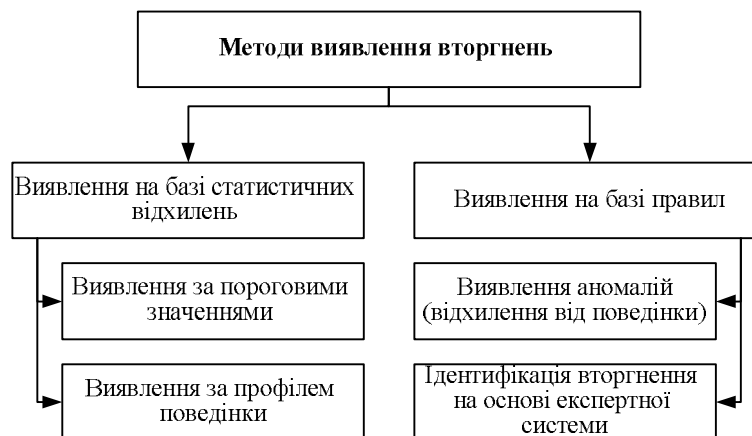 Методи виявлення вторгнень
Виявлення на базі статистичних
відхилень
Виявлення на базі правил
Виявлення за пороговими
значеннями
Виявлення аномалій
(відхилення від поведінки)
Виявлення за профілем
поведінки
Ідентифікація вторгнення
на основі експертної
системи